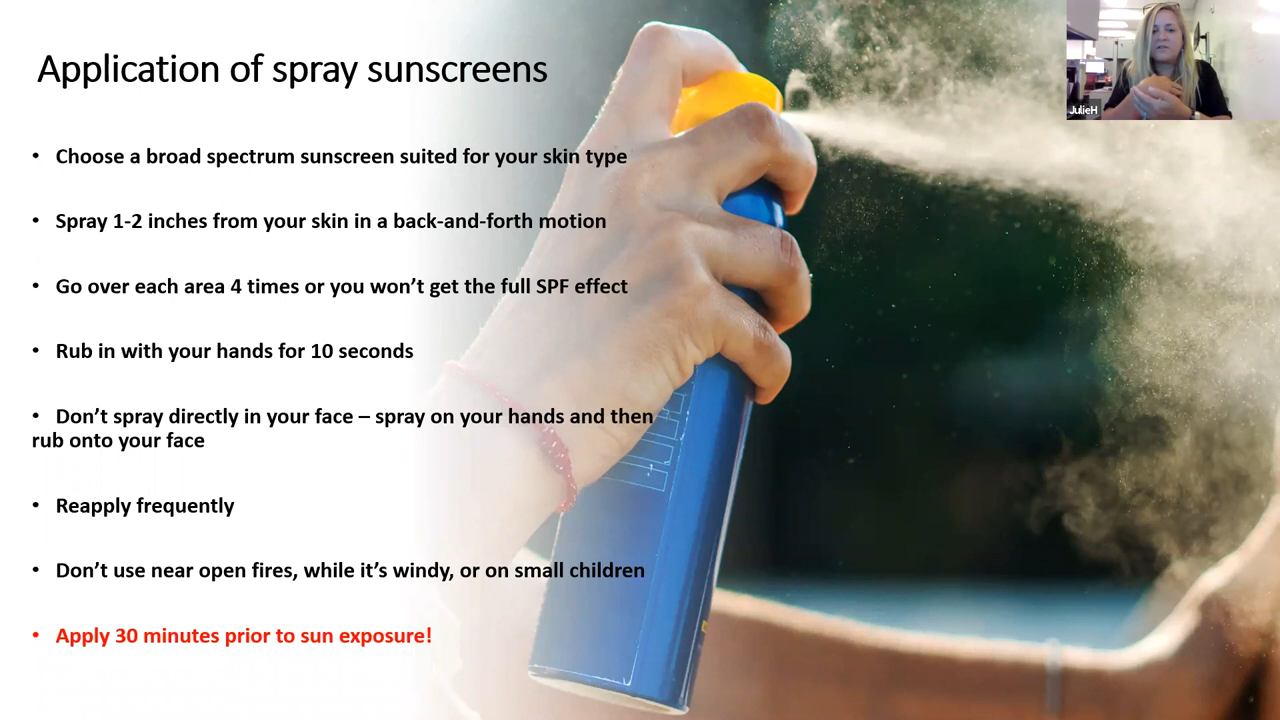 Application of spray sunscreens
JulieH
• Choose a broad spectrum sunscreen suited for your skin type
• Spray 1-2 inches from your skin in a back-and-forth motion
• Go over each area 4 times or you won’t get the full SPF effect
• Rub in with your hands for 10 seconds
• Don’t spray directly in your face – spray on your hands and then
rub onto your face
• Reapply frequently
• Don’t use near open fires, while it’s windy, or on small children
• Apply 30 minutes prior to sun exposure!